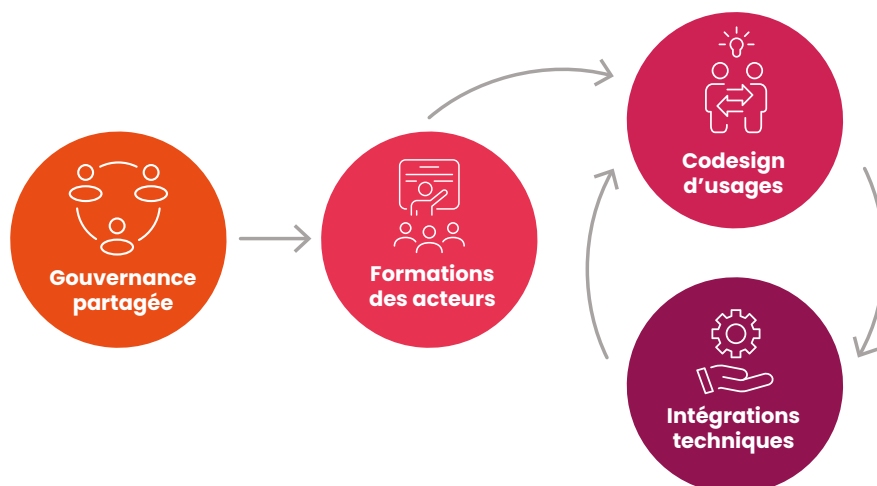 Gouvernance
partagée
Formations
des acteurs
Codesign
d’usages
Intégrations
techniques